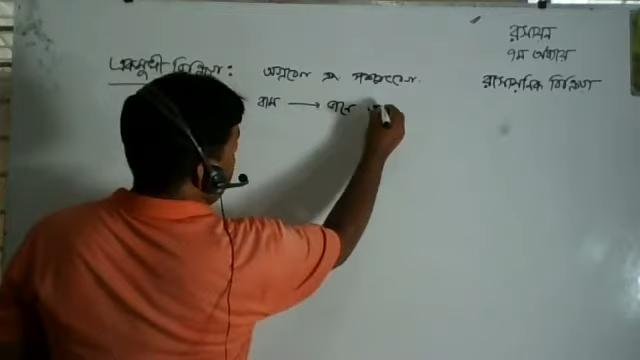 রসায়ন
৭ম অধ্যায়
রাসায়নিক বিক্রিয়া
একমুখী বিক্রিয়া :
বাম → ডানে